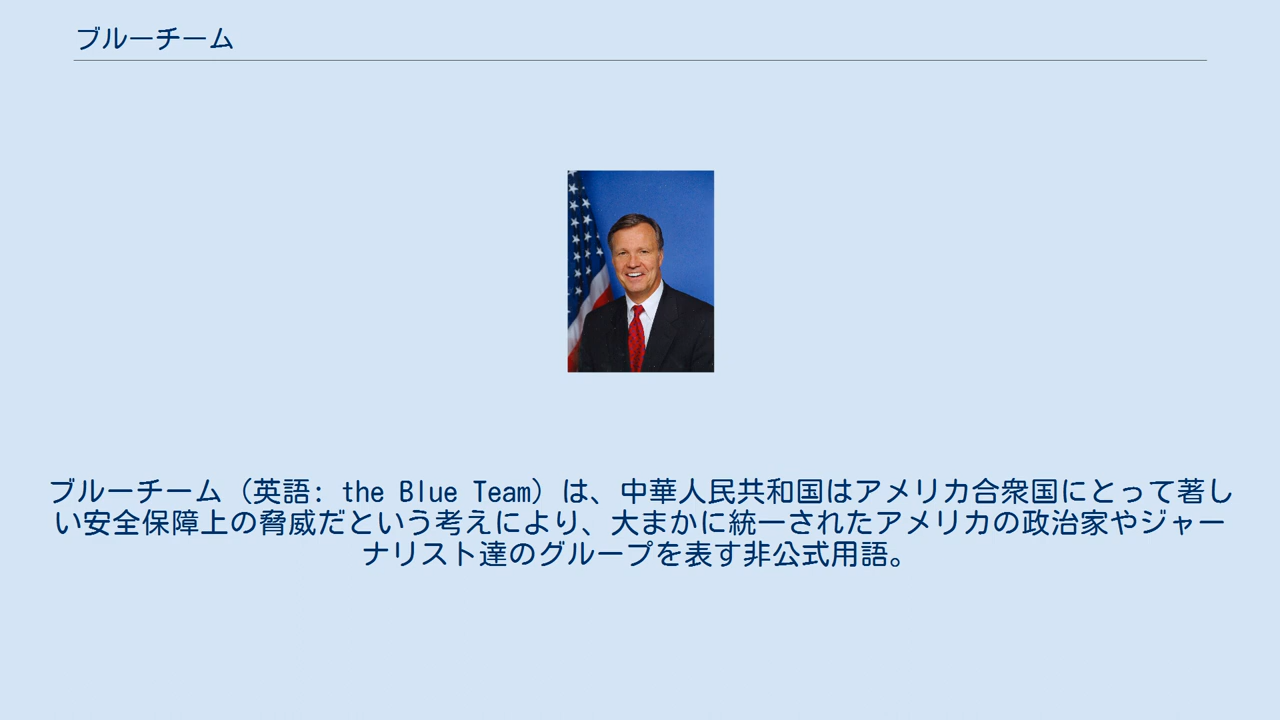 ブルーチーム
ブルーチーム（英語: the Blue Team）は、中華人民共和国はアメリカ合衆国にとって著し
い安全保障上の脅威だという考えにより、大まかに統一されたアメリカの政治家やジャー
ナリスト達のグループを表す非公式用語。